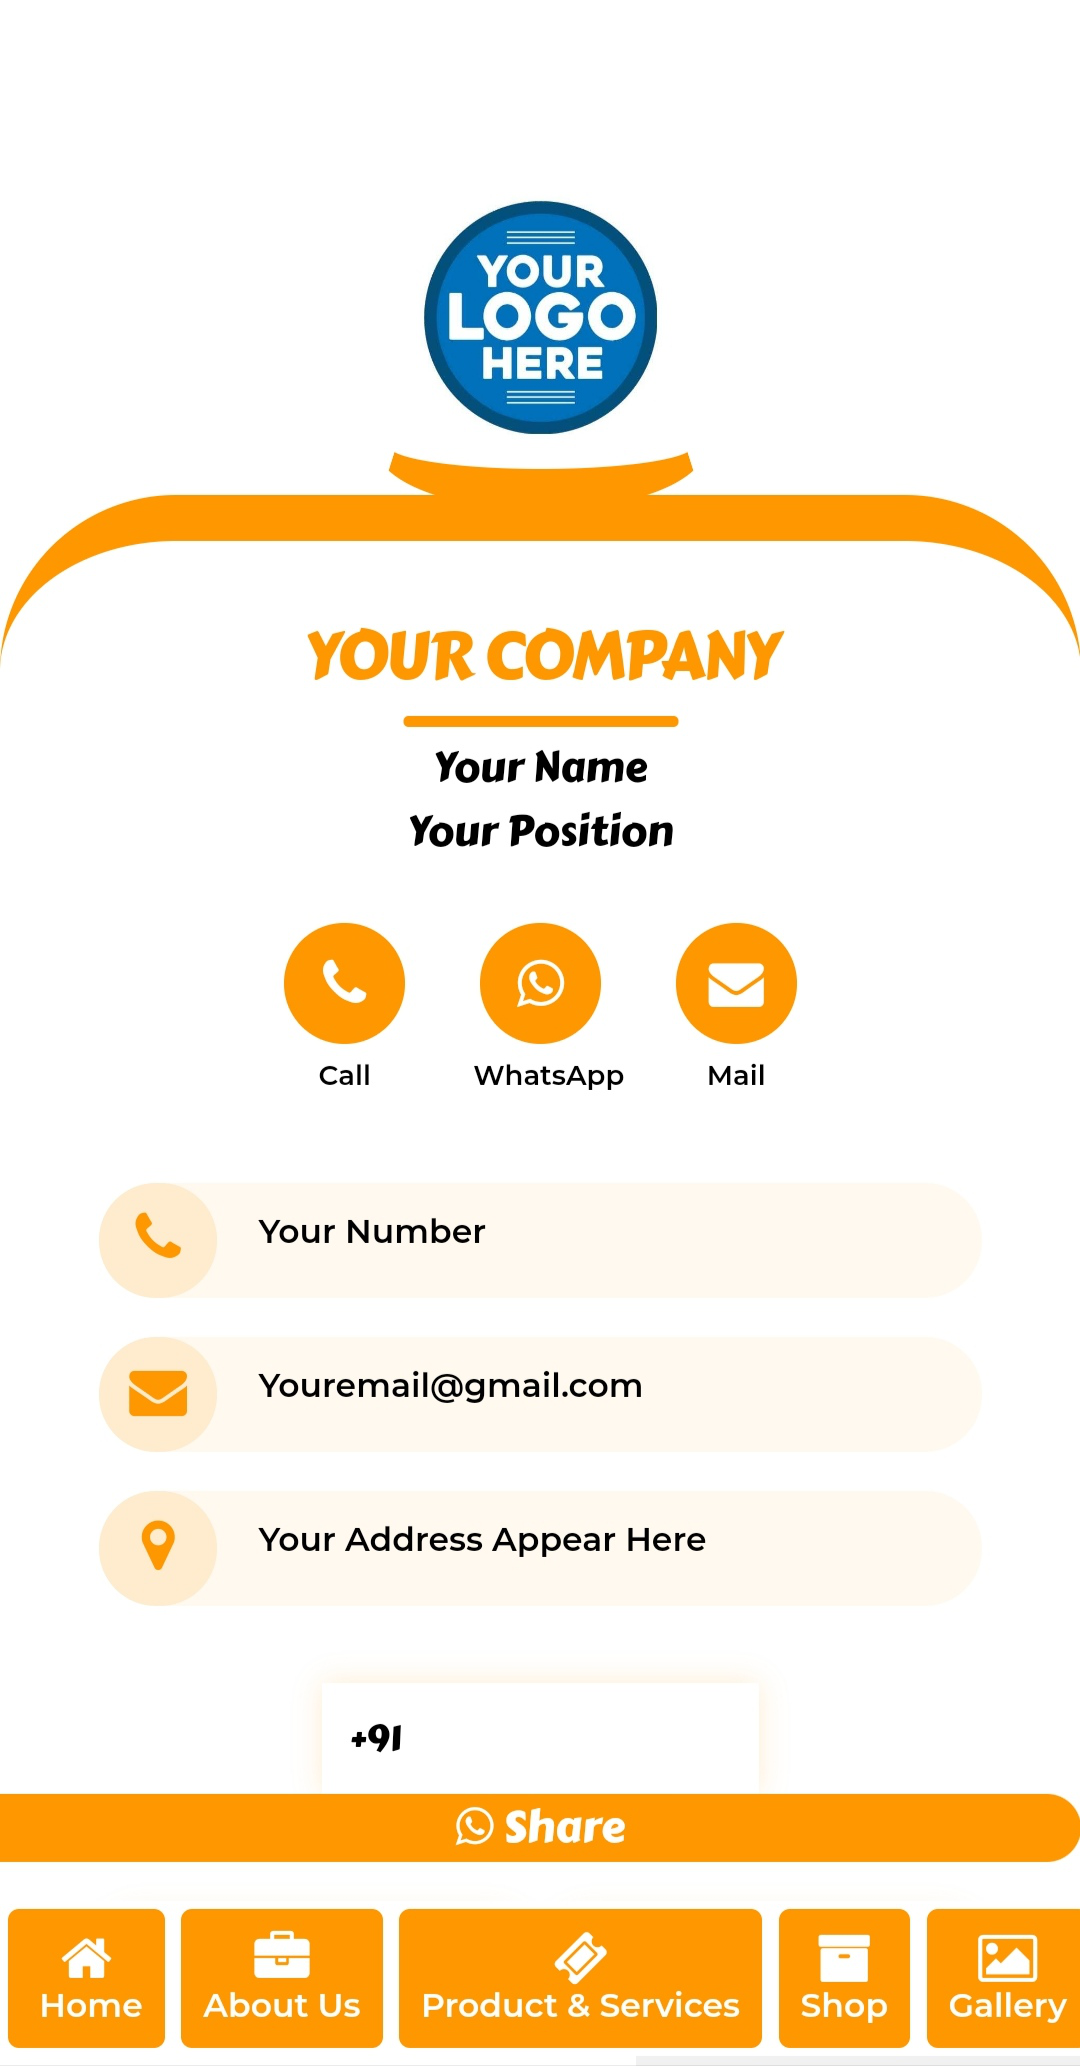 YOUR
LOGO
HERE
YOUR COMPANY
Your Name
Your Position
Call WhatsApp Mail
Your Number
Youremail@gmail.com
Your Address Appear Here
+91
Share
Home About Us Product & Services Shop Gallery